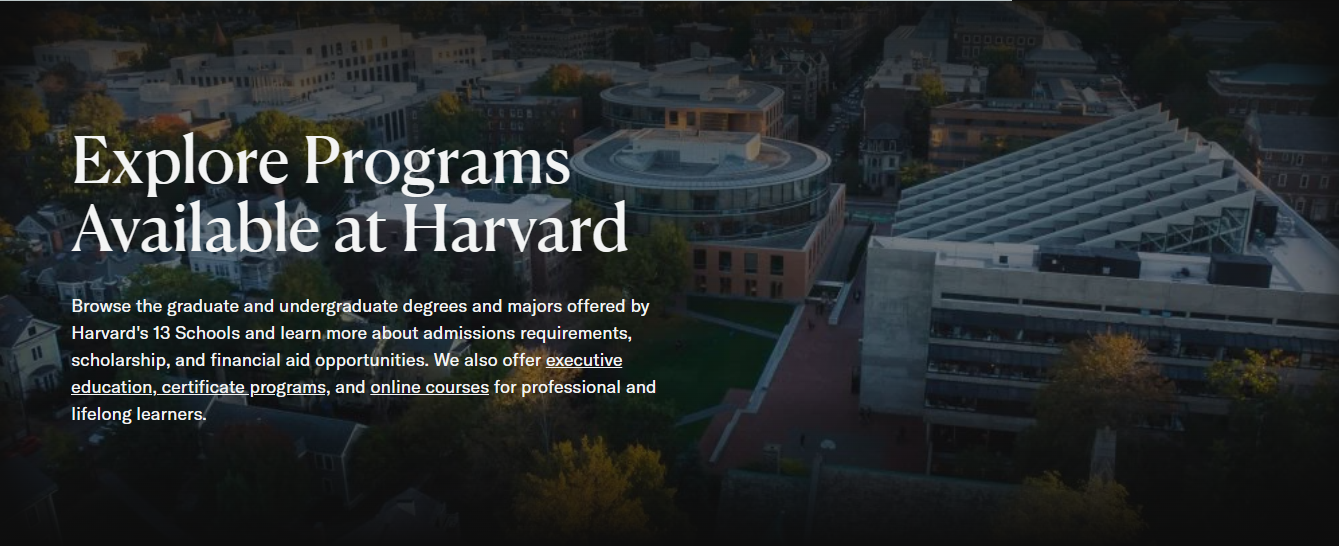 Explore Programs
Available at Harvard
Browse the graduate and undergraduate degrees and majors offered by
Harvard's 13 Schools and learn more about admissions requirements,
scholarship, and financial aid opportunities. We also offer executive
education, certificate programs, and online courses for professional and
lifelong learners.